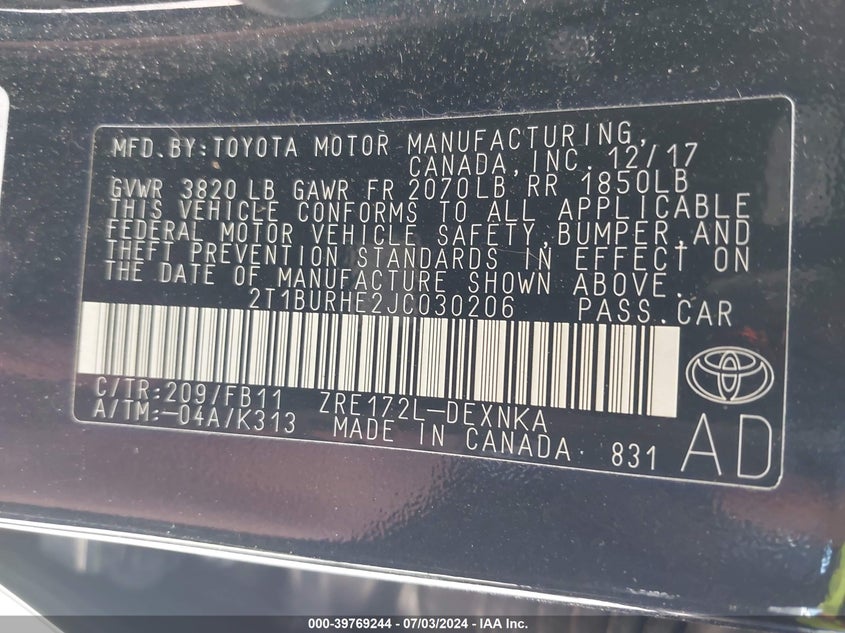 MFD.BY:TOYOTA MOTOR MANUFACTURING,
CANADA,INC. 12/17
GVWR 3820 LB GAWR FR 2070LB RR 1850LB
THIS VEHICLE CONFORMS TO ALL APPLICABLE
FEDERAL MOTOR VEHICLE SAFETY,BUMPER,AND
THEFT PREVENTION STANDARDS IN EFFECT ON
THE DATE OF MANUFACTURE SHOWN ABOVE.
2T1BURHE2JC030206 PASS.CAR
C/TR:209/FB11 ZRE172L-DEXNKA
A/TM:-04A/K313 MADE IN CANADA 831 AD
000-39769244 - 07/03/2024 - IAA Inc.